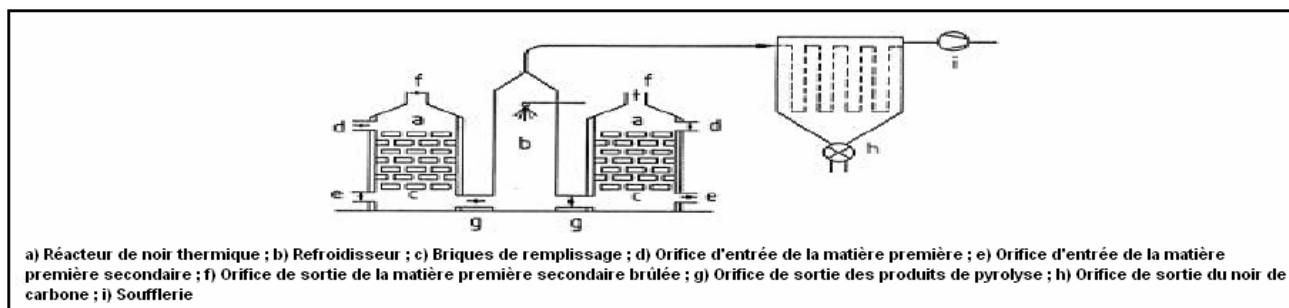 f
f
i
d
a
a
d
b
h
e
c
c
e
g
g
a) Réacteur de noir thermique ; b) Refroidisseur ; c) Briques de remplissage ; d) Orifice d'entrée de la matière première ; e) Orifice d'entrée de la matière
première secondaire ; f) Orifice de sortie de la matière première secondaire brûlée ; g) Orifice de sortie des produits de pyrolyse ; h) Orifice de sortie du noir de
carbone ; i) Soufflerie